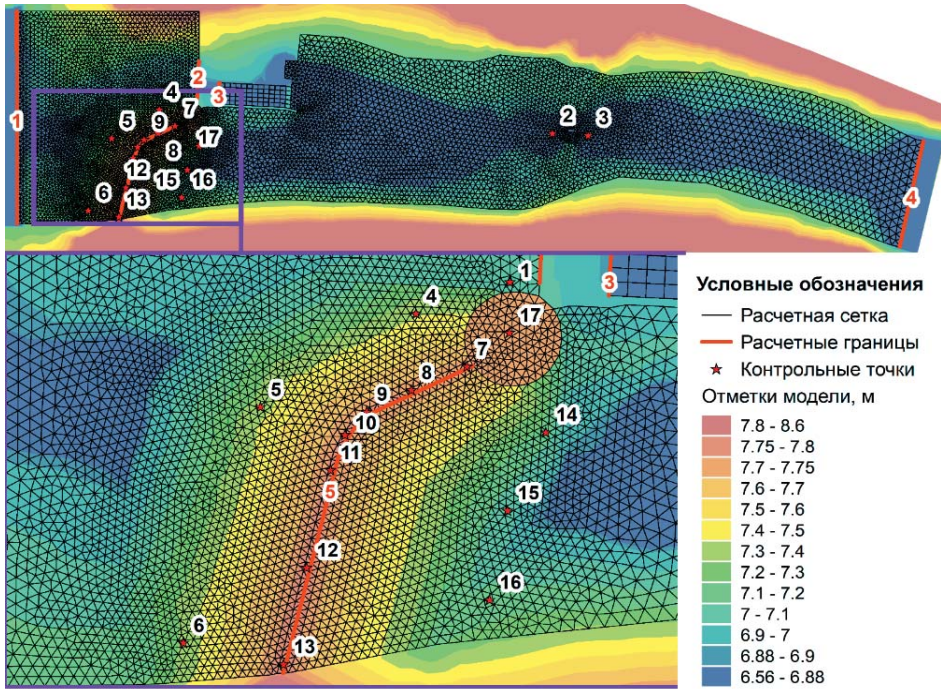 4
2
3
7
1
5
9
2
3
17
8
12
15
16
6
13
4
1
3
4
17
7
5
9
8
10
14
11
5
15
12
16
6
13
Условные обозначения
Расчетная сетка
Расчетные границы
Контрольные точки
Отметки модели, м
7.8 - 8.6
7.75 - 7.8
7.7 - 7.75
7.6 - 7.7
7.5 - 7.6
7.4 - 7.5
7.3 - 7.4
7.2 - 7.3
7.1 - 7.2
7 - 7.1
6.9 - 7
6.88 - 6.9
6.56 - 6.88